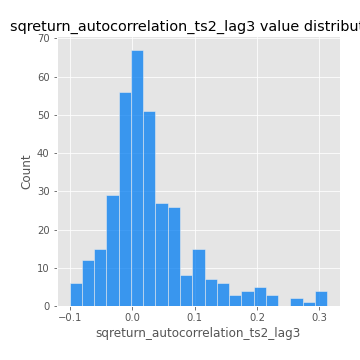 sqreturn_autocorrelation_ts2_lag3 value distribut
70
60
50
40
30
20
10
0
Count
−0.1 0.0 0.1 0.2 0.3
sqreturn_autocorrelation_ts2_lag3